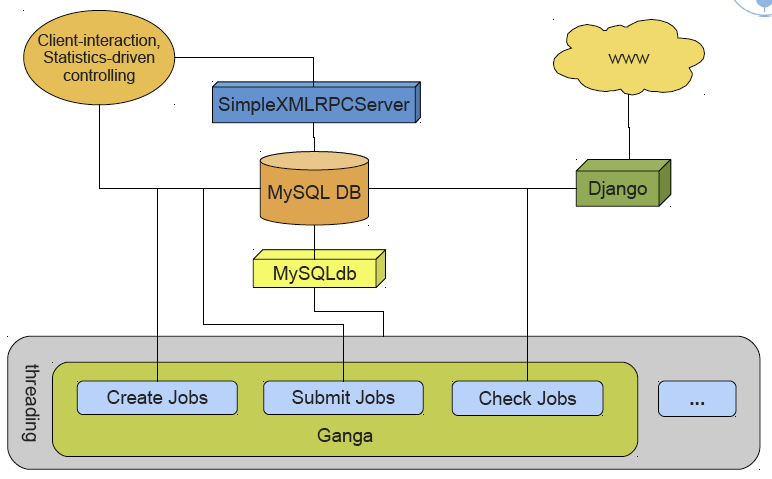 Client-interaction,
Statistics-driven
controlling
www
SimpleXMLRPCServer
MySQL DB
Django
MySQLdb
threading
Create Jobs
Submit Jobs
Check Jobs
...
Ganga